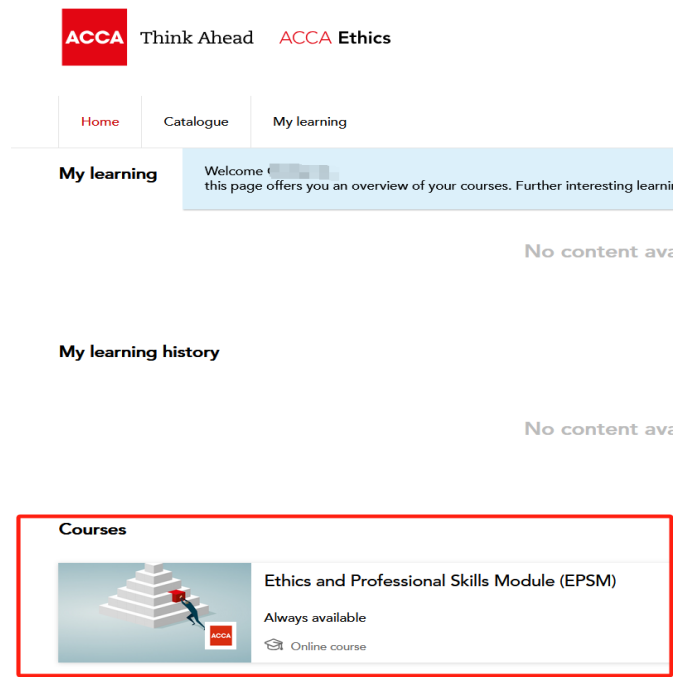 ACCA Think Ahead ACCA Ethics
Home Catalogue My learning
My learning
Welcome
this page offers you an overview of your courses. Further interesting
No content
My learning history
No content
Courses
Ethics and Professional Skills Module (EPSM)
Always available
ACCA
Online course